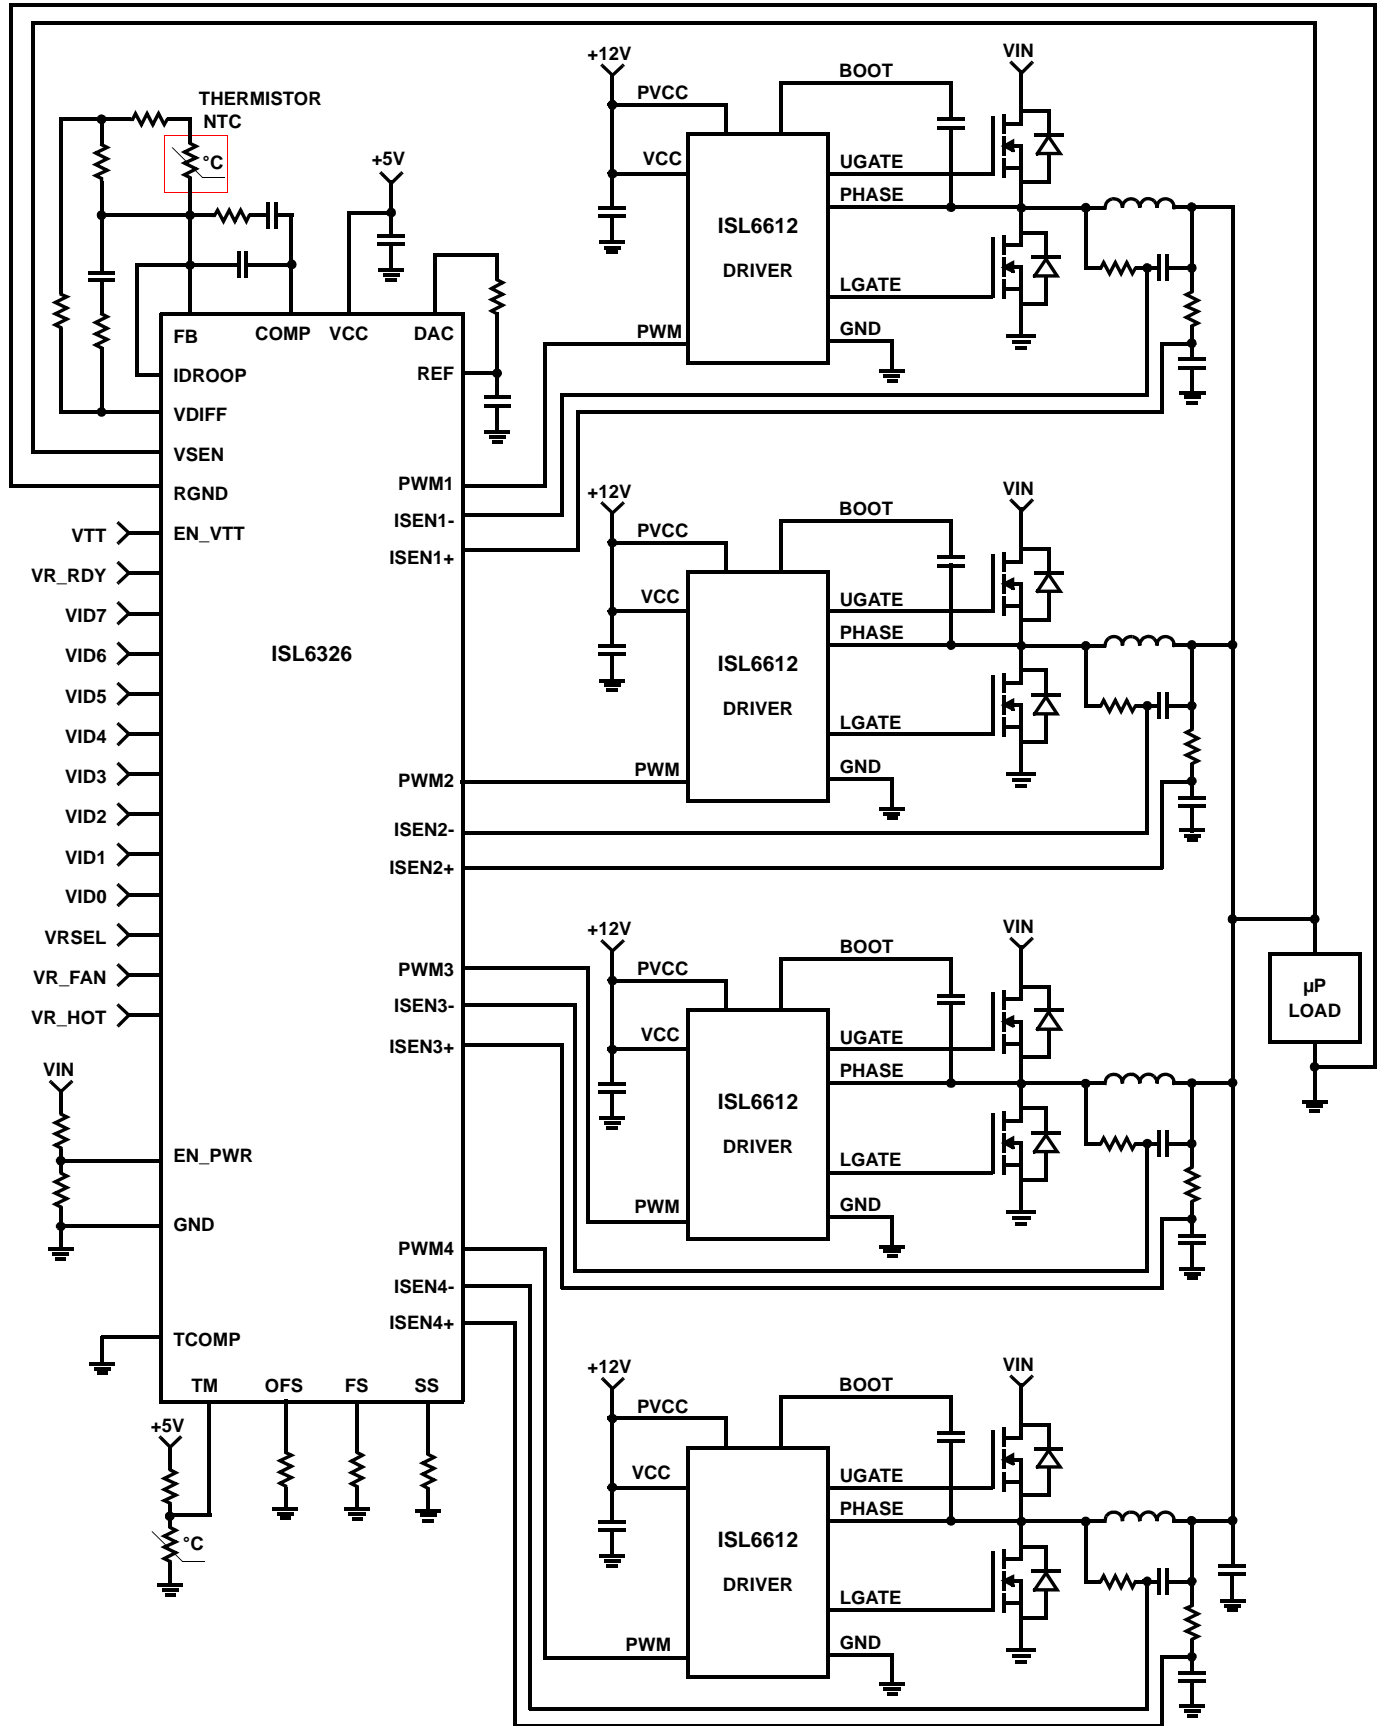 +12V
VIN
BOOT
PVCC
THERMISTOR
NTC
°C
+5V
VCC
UGATE
PHASE
ISL6612
DRIVER
LGATE
GND
PWM
FB
COMP
VCC
DAC
IDROOP
REF
VDIFF
VSEN
RGND
PWM1
ISEN1-
ISEN1+
VTT
EN_VTT
VR_RDY
VID7
VID6
VID5
VID4
VID3
VID2
VID1
VID0
VRSEL
VR_FAN
VR_HOT
ISL6326
+12V
VIN
BOOT
PVCC
VCC
UGATE
PHASE
ISL6612
DRIVER
LGATE
GND
PWM
PWM2
ISEN2-
ISEN2+
+12V
VIN
BOOT
PVCC
PWM3
ISEN3-
ISEN3+
VCC
UGATE
PHASE
ISL6612
DRIVER
LGATE
GND
PWM
µP
LOAD
VIN
EN_PWR
GND
PWM4
ISEN4-
ISEN4+
TCOMP
TM
OFS
FS
SS
+5V
°C
+12V
VIN
BOOT
PVCC
VCC
UGATE
PHASE
ISL6612
DRIVER
LGATE
GND
PWM